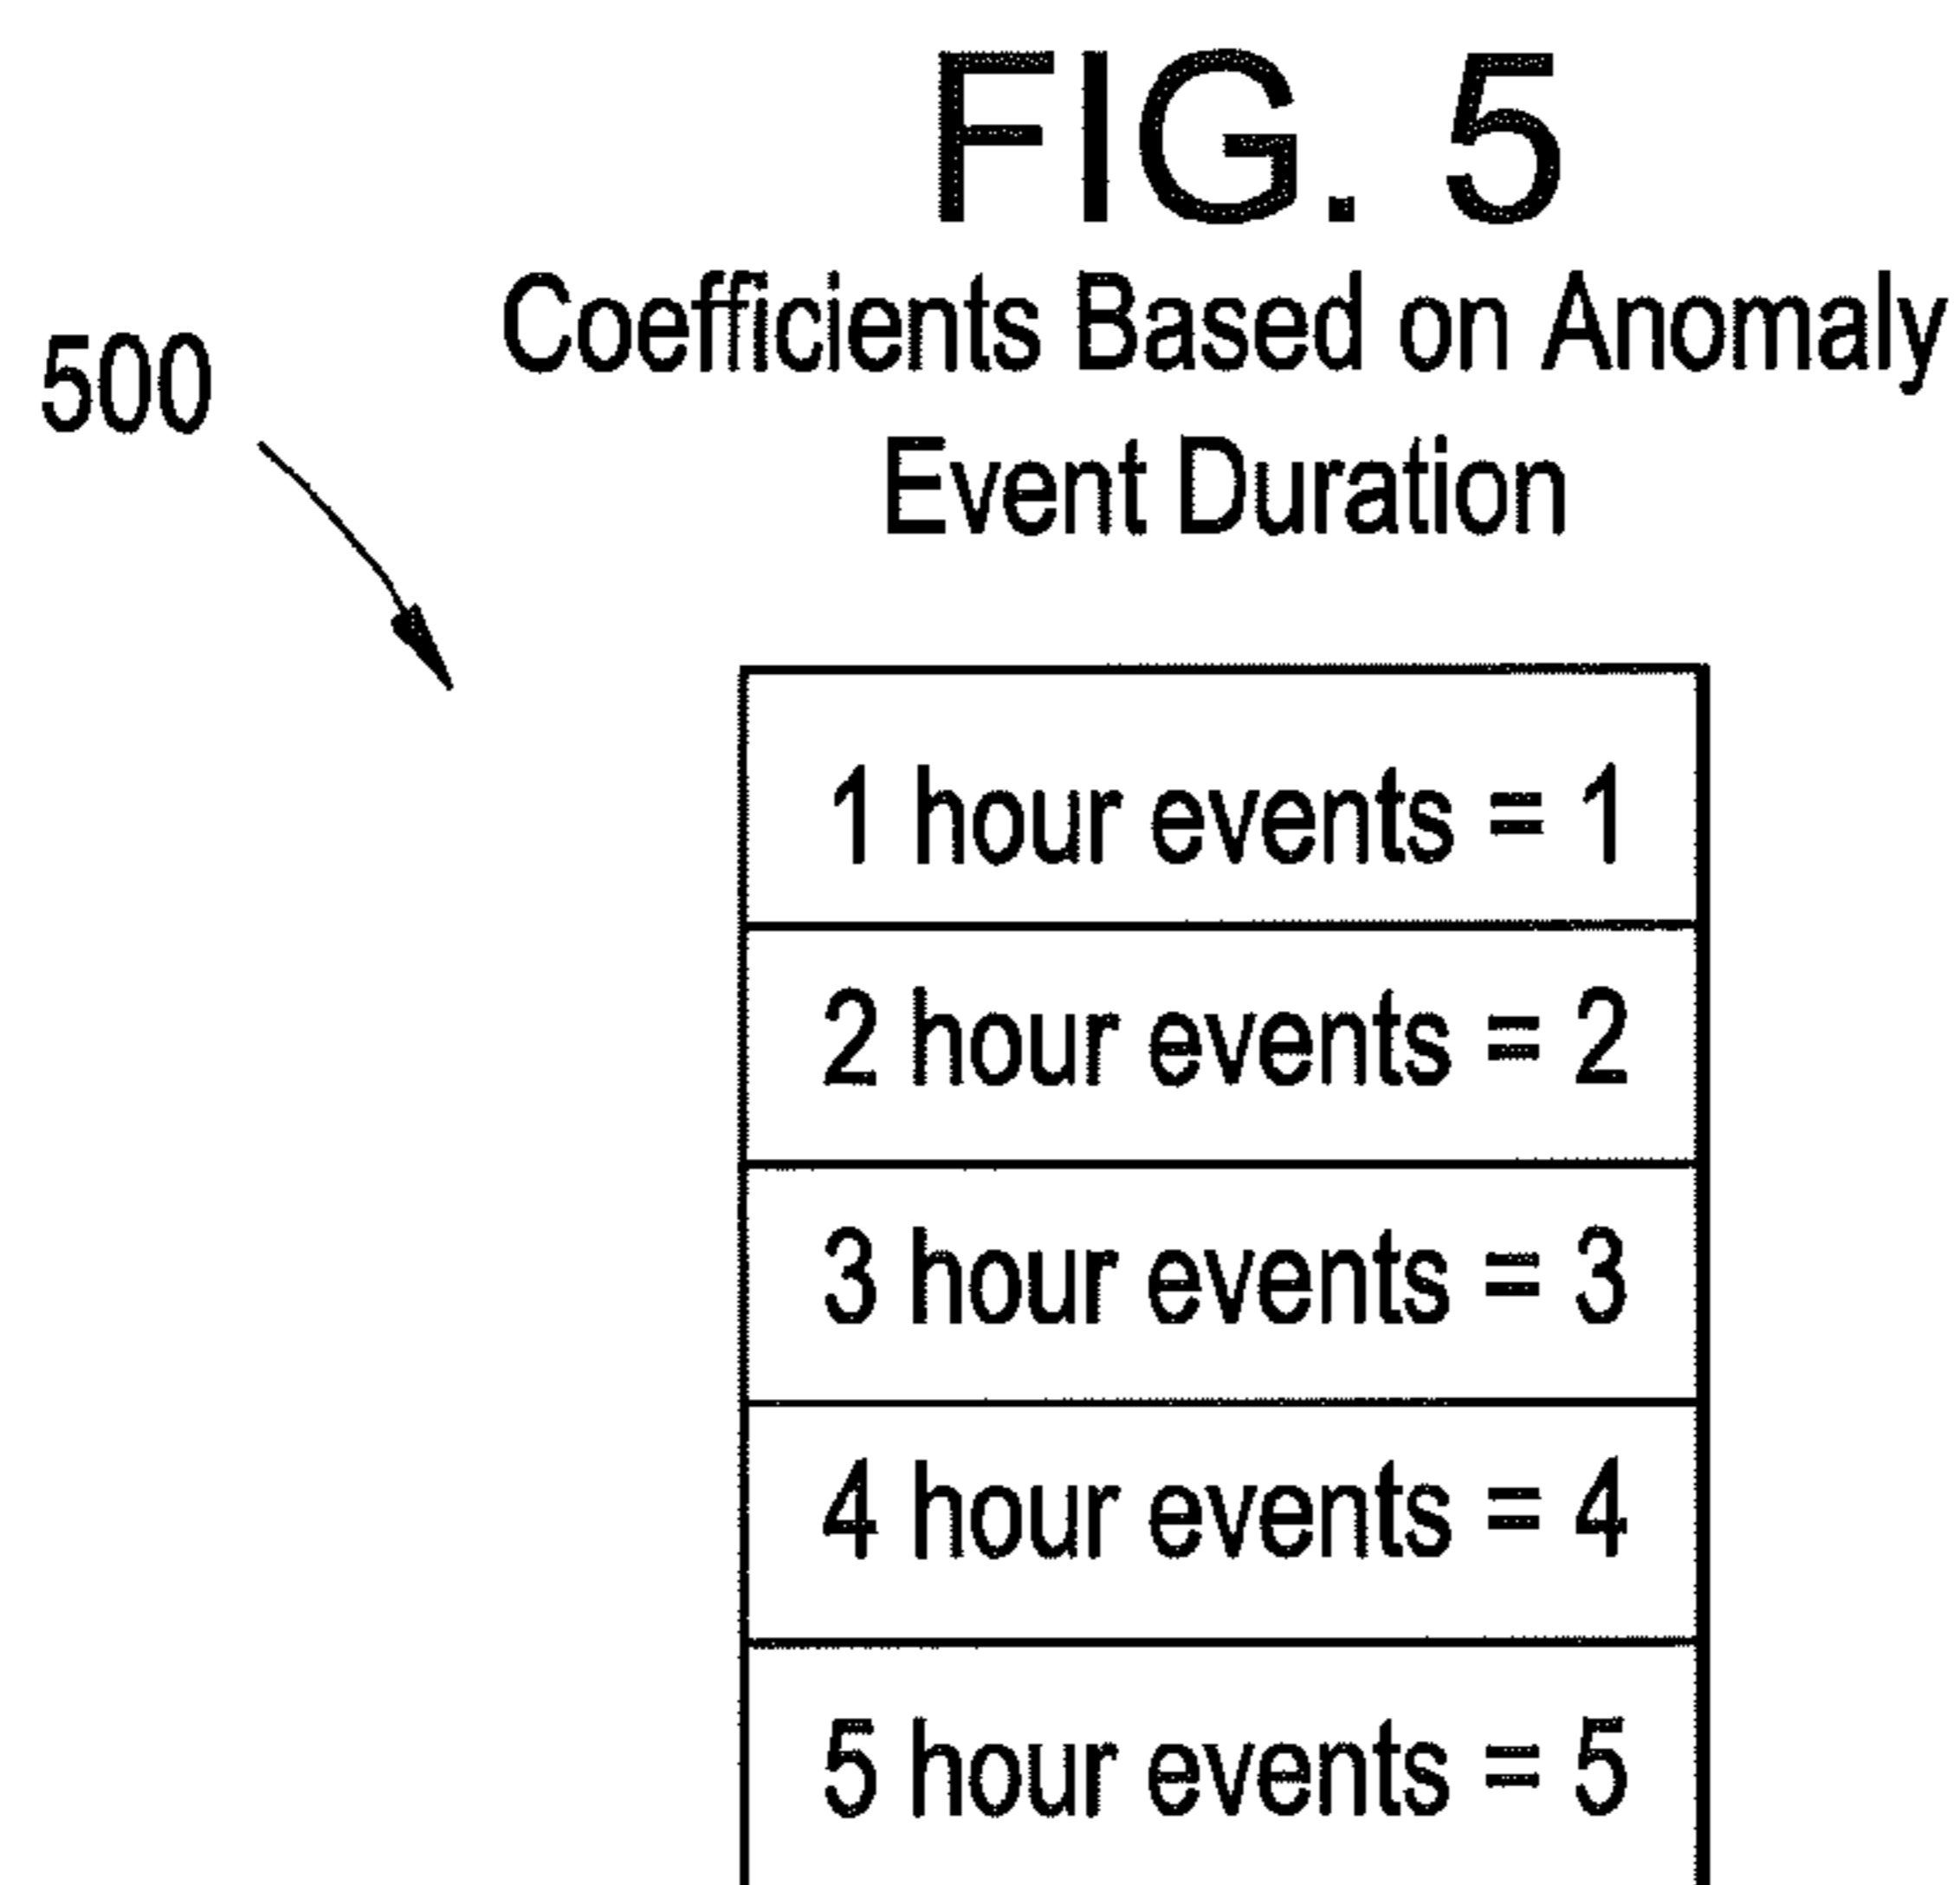 FIG. 5
Coefficients Based on Anomaly
Event Duration
500
1 hour events = 1
2 hour events = 2
3 hour events = 3
4 hour events = 4
5 hour events = 5